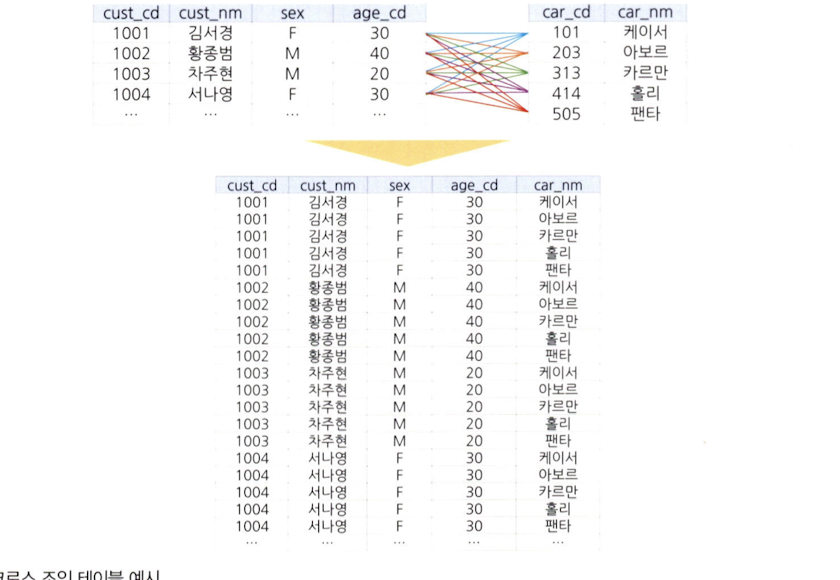 cust_cd cust_nm sex age_cd car_cd car_nm
1001 김서경 F 30 101 케이서
1002 황종범 M 40 203 아보르
1003 차주현 M 20 313 카르만
1004 서나영 F 30 414 홀리
... ... ... ... 505 팬타
cust_cd cust_nm sex age_cd car_nm
1001 김서경 F 30 케이서
1001 김서경 F 30 아보르
1001 김서경 F 30 카르만
1001 김서경 F 30 홀리
1001 김서경 F 30 팬타
1002 황종범 M 40 케이서
1002 황종범 M 40 아보르
1002 황종범 M 40 카르만
1002 황종범 M 40 홀리
1002 황종범 M 40 팬타
1003 차주현 M 20 케이서
1003 차주현 M 20 아보르
1003 차주현 M 20 카르만
1003 차주현 M 20 홀리
1003 차주현 M 20 팬타
1004 서나영 F 30 케이서
1004 서나영 F 30 아보르
1004 서나영 F 30 카르만
1004 서나영 F 30 홀리
1004 서나영 F 30 팬타
... ... ... ... ...
크로스 조인 테이블 예시